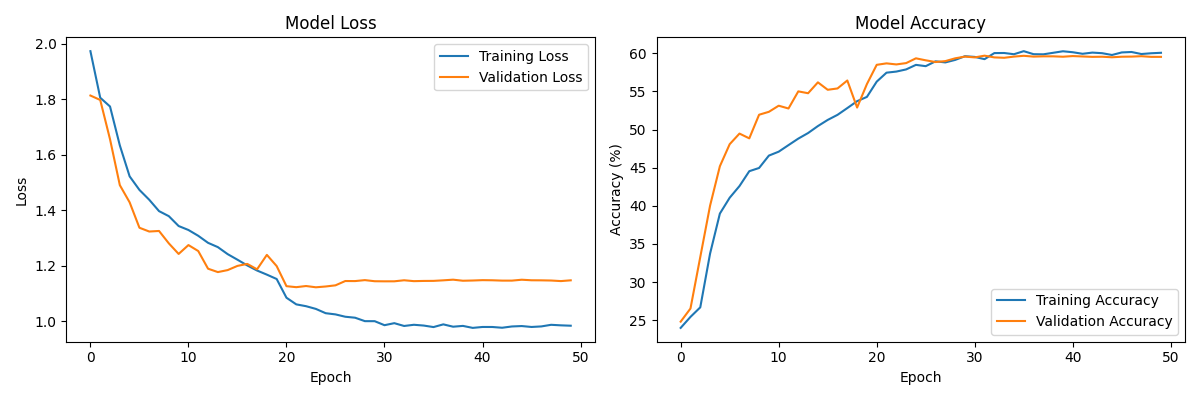 Model Loss
2.0
1.8
1.6
1.4
1.2
1.0
Loss
Training Loss
Validation Loss
0 10 20 30 40 50
Epoch
Model Accuracy
60
55
50
45
40
35
30
25
Accuracy (%)
Training Accuracy
Validation Accuracy
0 10 20 30 40 50
Epoch